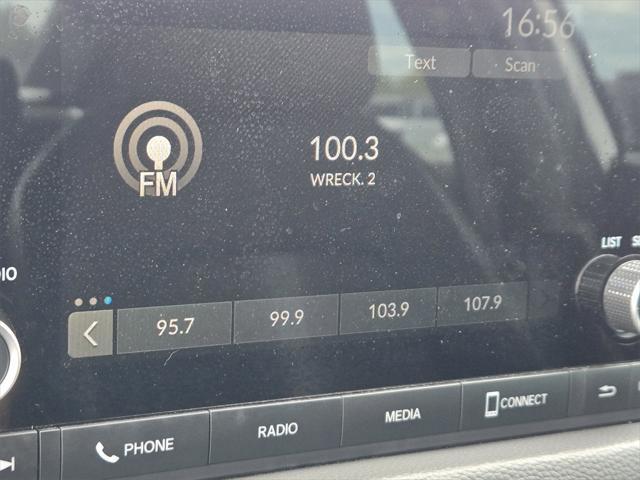 16:56
Text Scan
FM
100.3
WRECK. 2
LIST
95.7 99.9 103.9 107.9
PHONE RADIO MEDIA CONNECT